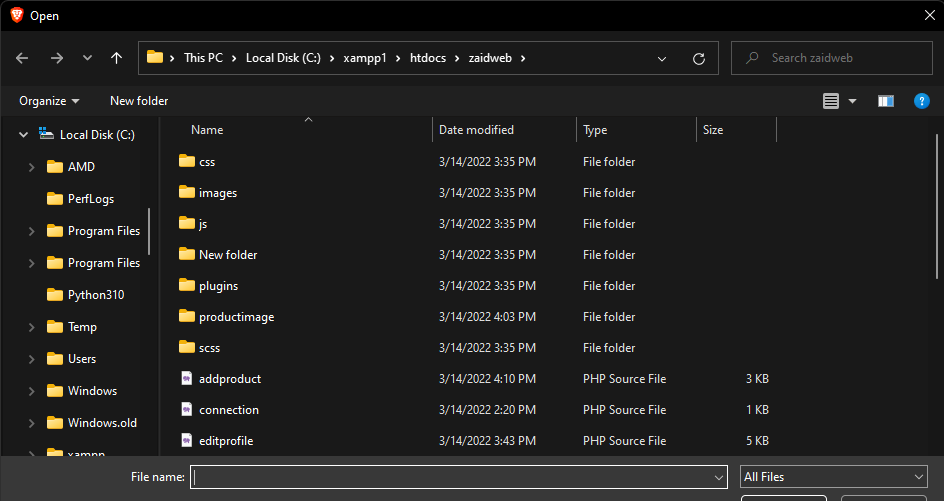 Open
This PC > Local Disk (C:) > xampp1 > htdocs > zaidweb >
Search zaidweb
Organize
New folder
?
Local Disk (C:)
AMD
PerfLogs
Program Files
Program Files
Python310
Temp
Users
Windows
Windows.old
xampp
Name Date modified Type Size
css 3/14/2022 3:35 PM File folder
images 3/14/2022 3:35 PM File folder
js 3/14/2022 3:35 PM File folder
New folder 3/14/2022 3:35 PM File folder
plugins 3/14/2022 3:35 PM File folder
productimage 3/14/2022 4:03 PM File folder
scss 3/14/2022 3:35 PM File folder
addproduct 3/14/2022 4:10 PM PHP Source File 3 KB
connection 3/14/2022 2:20 PM PHP Source File 1 KB
editprofile 3/14/2022 3:43 PM PHP Source File 5 KB
File name:
All Files